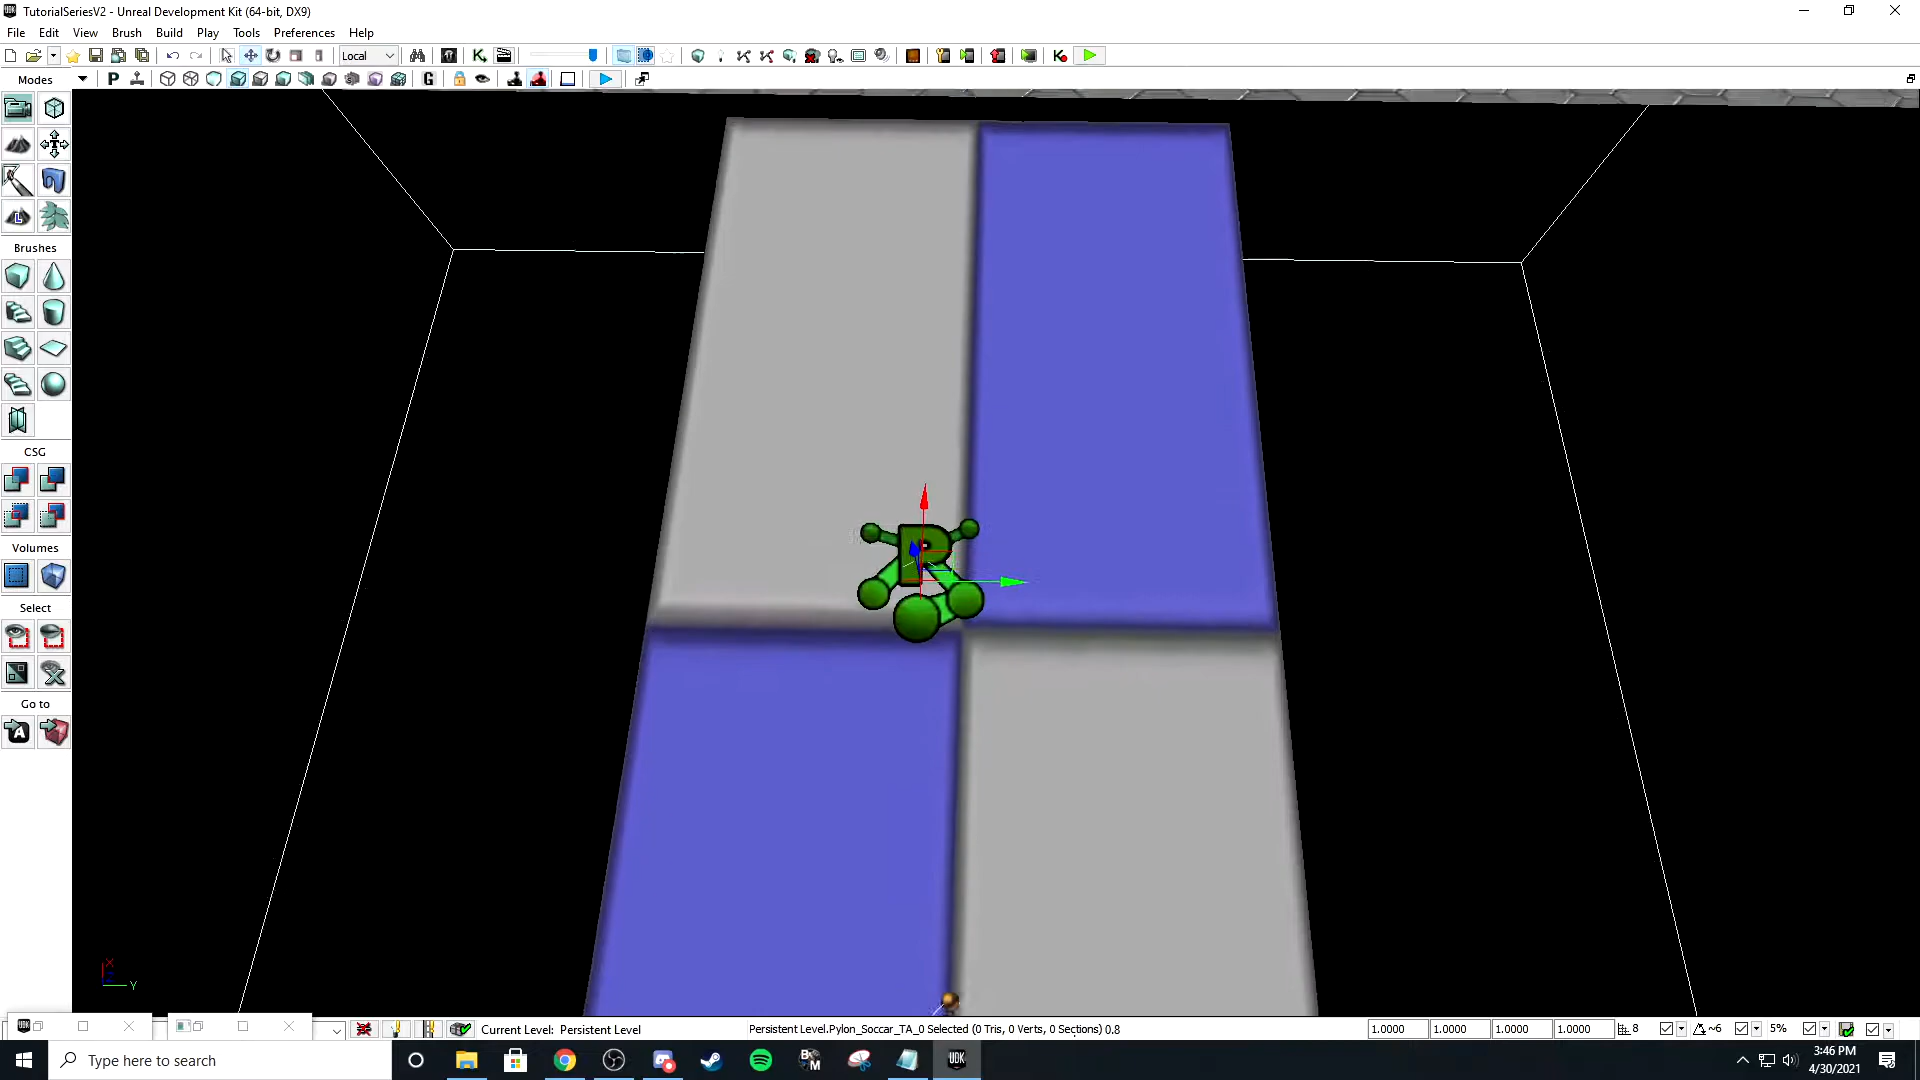 TutorialSeriesV2 - Unreal Development Kit (64-bit, DX9)
File Edit View Brush Build Play Tools Preferences Help
Local
Modes
P
G
L
Brushes
CSG
Volumes
Select
Go to
A
P
X
Y
UDK
Current Level: Persistent Level
Persistent Level.Pylon_Soccar_TA_0 Selected (0 Tris, 0 Verts, 0 Sections) 0.8
1.0000 1.0000 1.0000 1.0000 8 ~6 5%
Type here to search
UDK
3:46 PM
4/30/2021